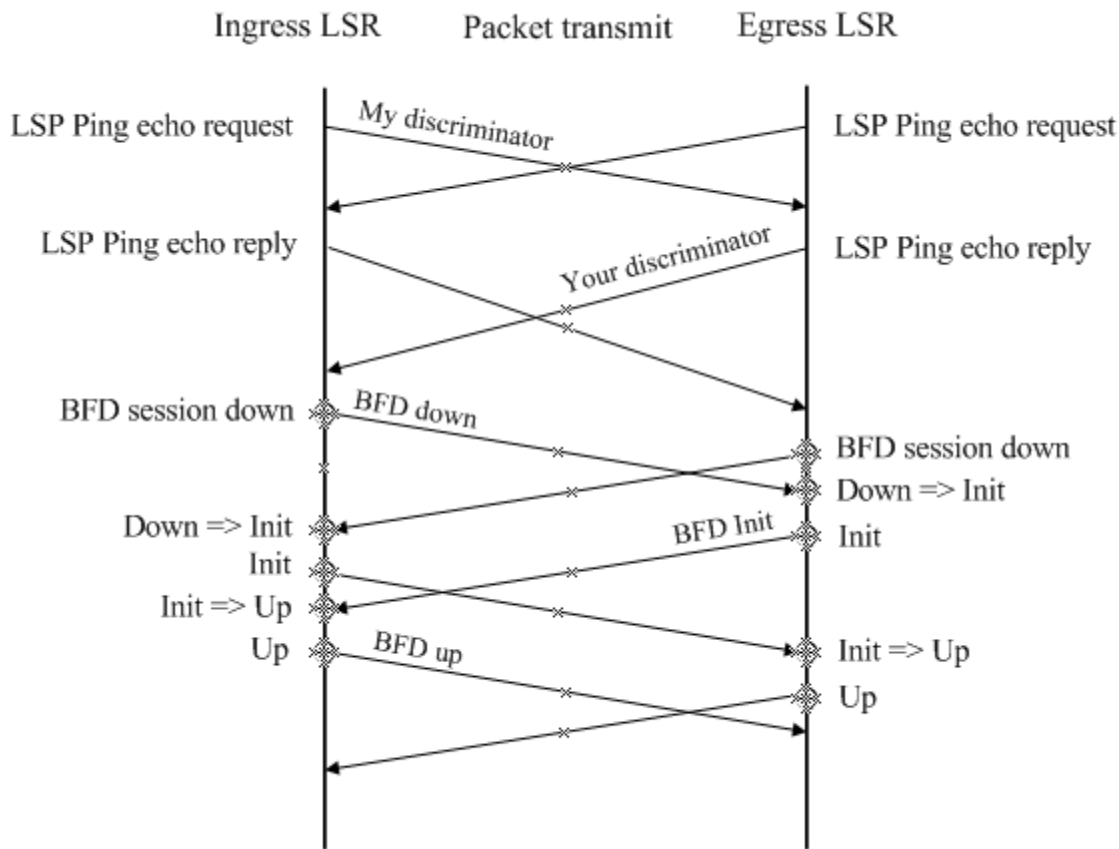 Ingress LSR
Packet transmit
Egress LSR
LSP Ping echo request
My discriminator
LSP Ping echo request
LSP Ping echo reply
Your discriminator
LSP Ping echo reply
BFD session down
BFD down
BFD session down
Down => Init
Down => Init
BFD Init
Init
Init
Init => Up
Up
BFD up
Init => Up
Up